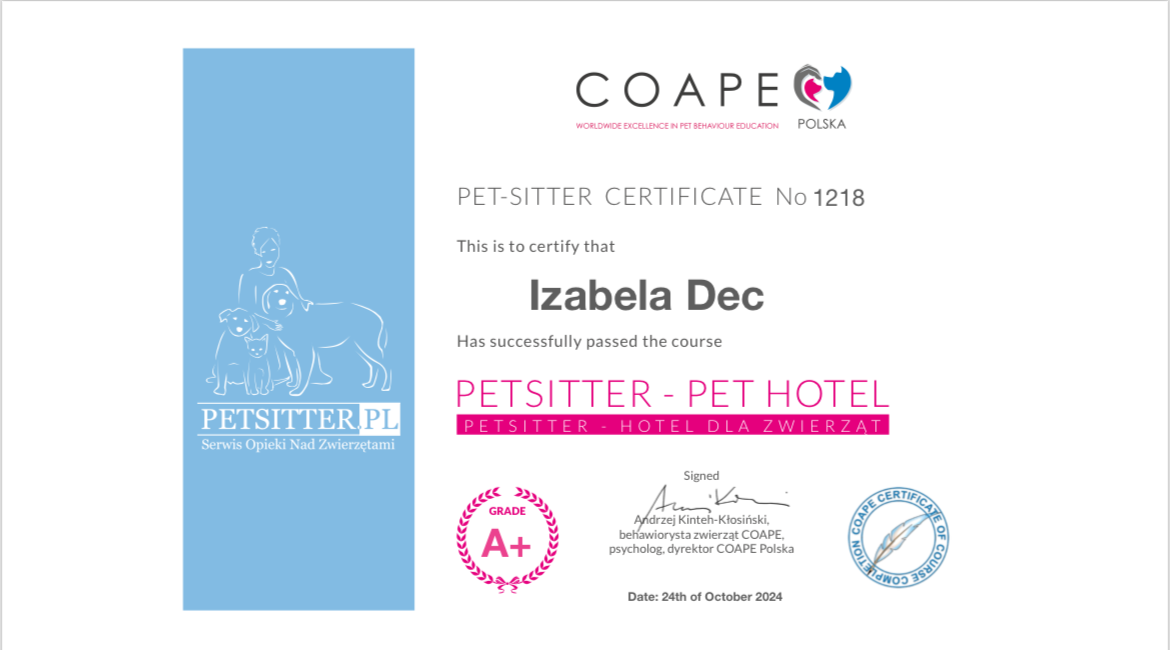 COAPE
WORLDWIDE EXCELLENCE IN PET BEHAVIOUR EDUCATION
POLSKA
PET-SITTER CERTIFICATE No 1218
This is to certify that
Izabela Dec
Has successfully passed the course
PETSITTER - PET HOTEL
PETSITTER - HOTEL DLA ZWIERZĄT
PETSITTER.PL
Serwis Opieki Nad Zwierzętami
GRADE
A+
Signed
Andrzej Kinteh-Kłosiński,
behawiorysta zwierząt COAPE,
psycholog, dyrektor COAPE Polska
Date: 24th of October 2024
COAPE CERTIFICATE OF COURSE COMPLETION